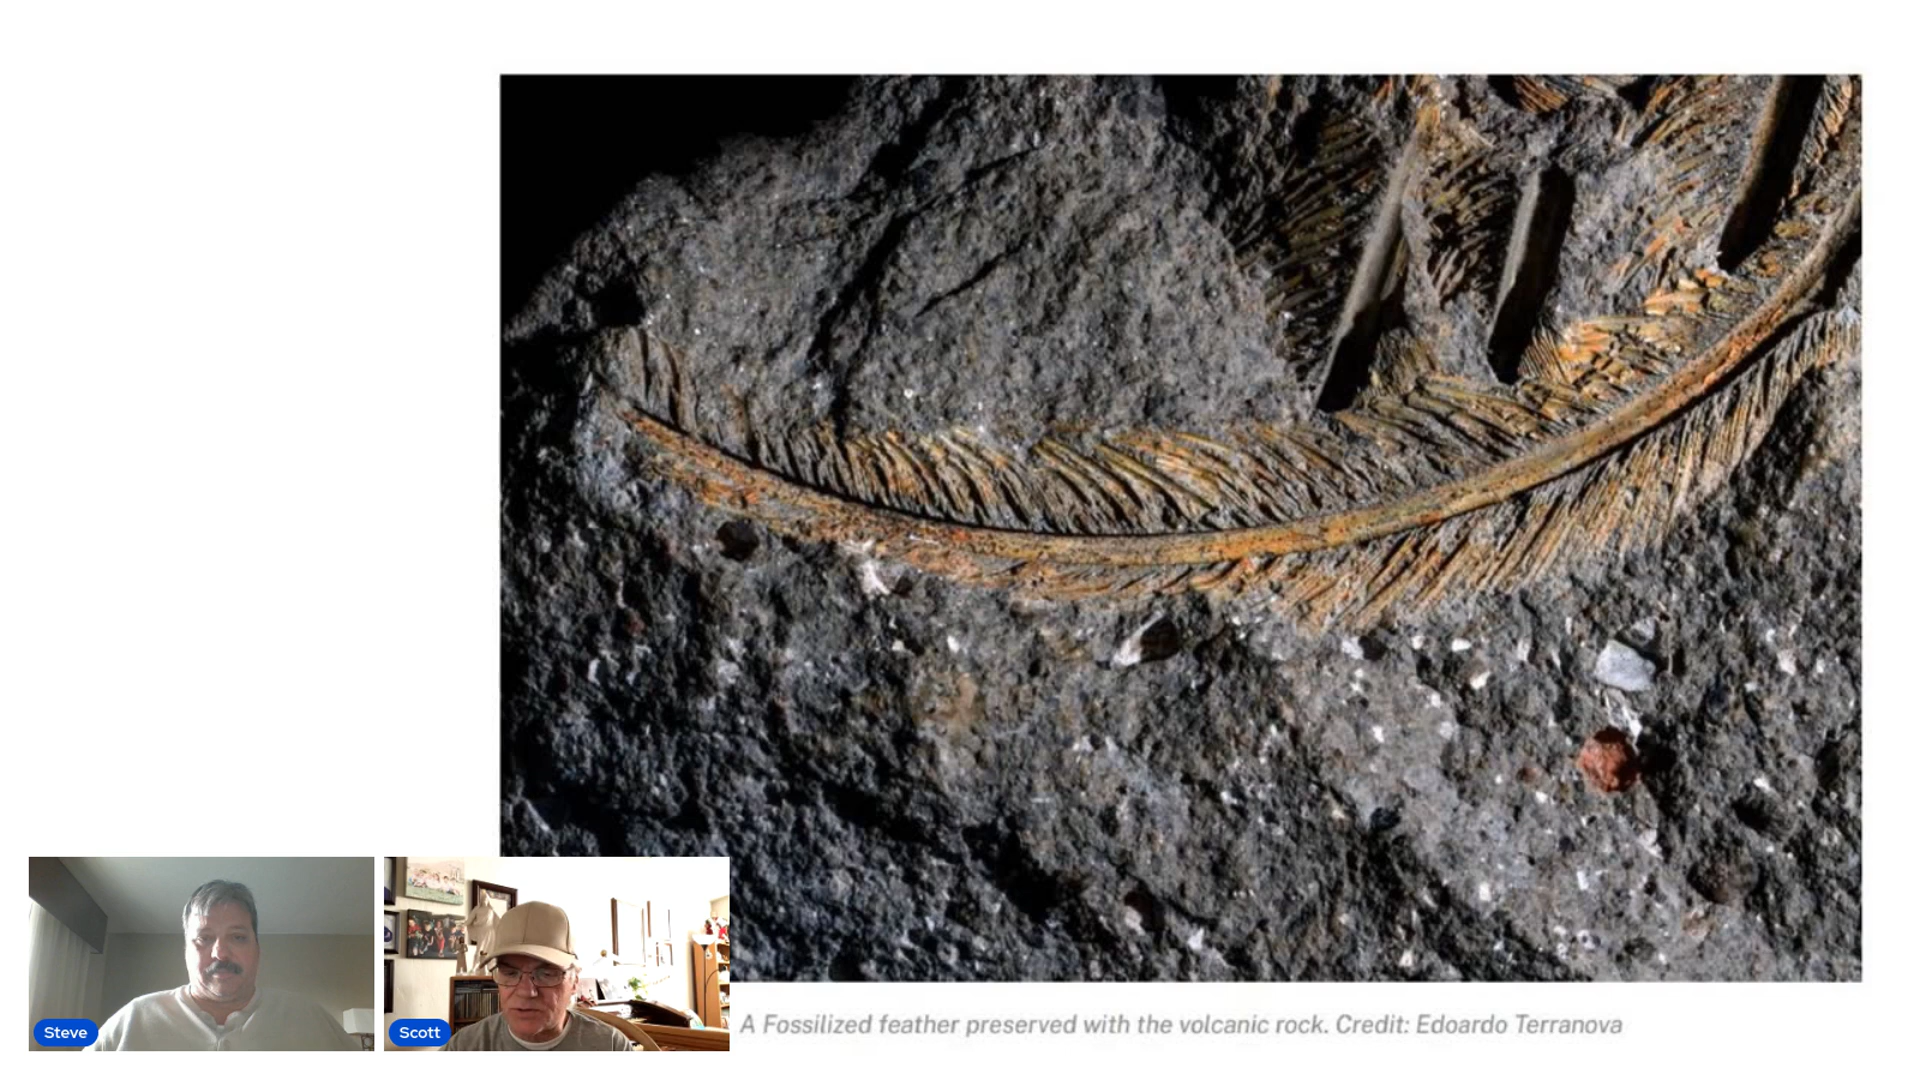 Steve
Scott
A Fossilized feather preserved with the volcanic rock. Credit: Edoardo Terranova